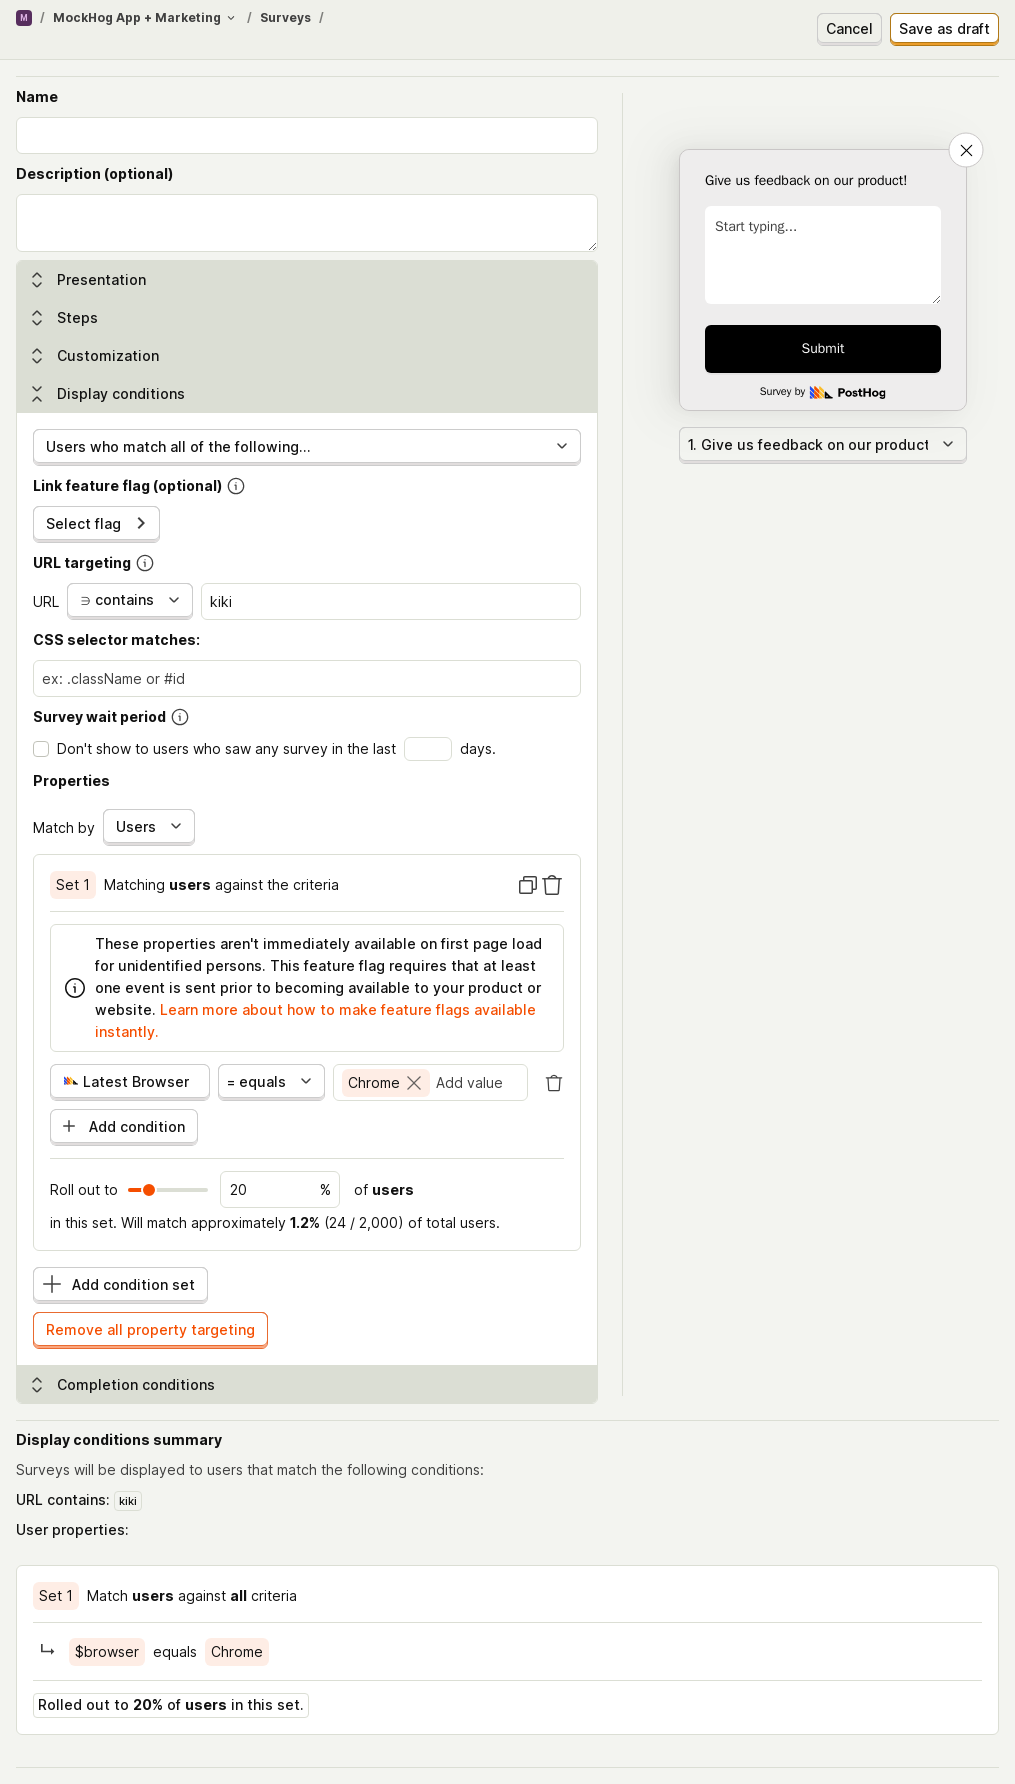 M / MockHog App + Marketing / Surveys /
Cancel
Save as draft
Name
Description (optional)
Presentation
Steps
Customization
Display conditions
Users who match all of the following...
Link feature flag (optional)
Select flag
URL targeting
URL ∋ contains kiki
CSS selector matches:
ex: .className or #id
Survey wait period
Don't show to users who saw any survey in the last days.
Properties
Match by Users
Set 1 Matching users against the criteria
These properties aren't immediately available on first page load
for unidentified persons. This feature flag requires that at least
one event is sent prior to becoming available to your product or
website. Learn more about how to make feature flags available
instantly.
Latest Browser = equals Chrome Add value
Add condition
Roll out to 20 % of users
in this set. Will match approximately 1.2% (24 / 2,000) of total users.
Add condition set
Remove all property targeting
Completion conditions
Give us feedback on our product!
Start typing...
Submit
Survey by PostHog
1. Give us feedback on our product
Display conditions summary
Surveys will be displayed to users that match the following conditions:
URL contains: kiki
User properties:
Set 1 Match users against all criteria
$browser equals Chrome
Rolled out to 20% of users in this set.